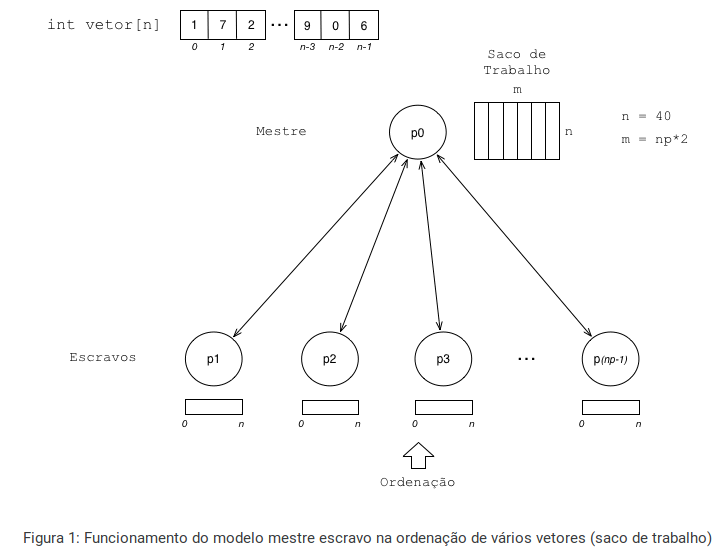 int vetor[n] 1 7 2 ... 9 0 6
0 1 2 n-3 n-2 n-1
Saco de
Trabalho
m
n = 40
Mestre p0 n
m = np*2
Escravos p1 p2 p3 ... p(np-1)
0 n 0 n 0 n 0 n
Ordenação
Figura 1: Funcionamento do modelo mestre escravo na ordenação de vários vetores (saco de trabalho)